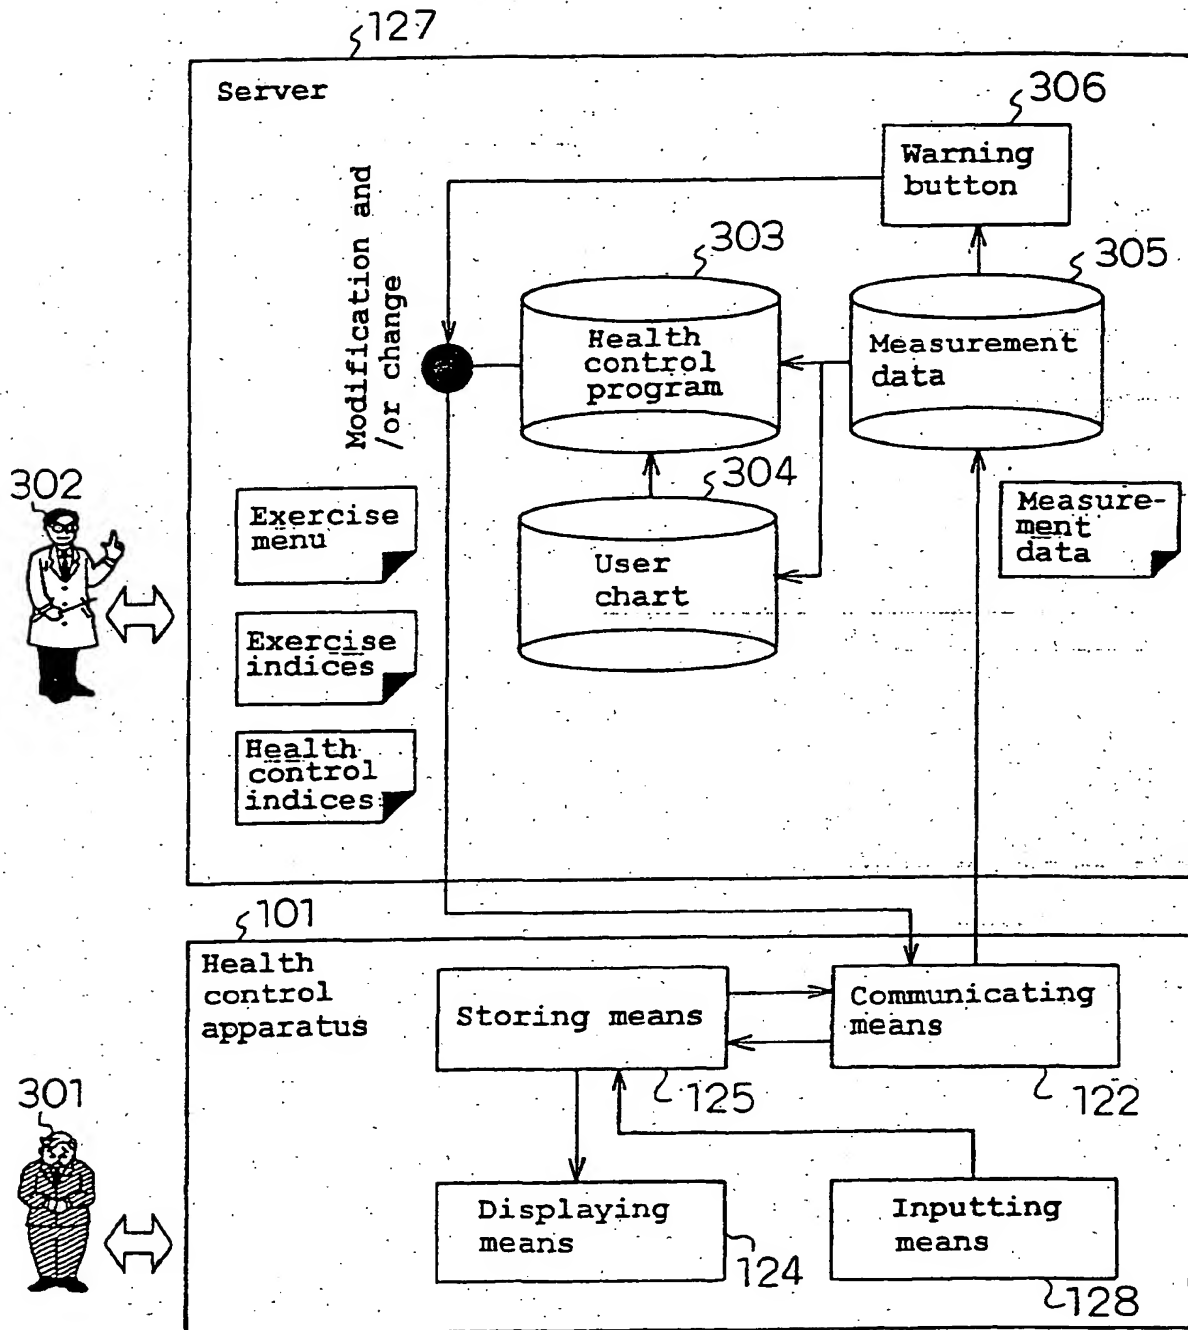 127
Server
306
Warning
button
Modification and
/or change
303
305
Health
control
program
Measurement
data
302
304
Exercise
menu
Measure-
ment
data
User
chart
Exercise
indices
Health
control
indices
101
Health
control
apparatus
Storing means
Communicating
means
125
122
301
Displaying
means
Inputting
means
124
128